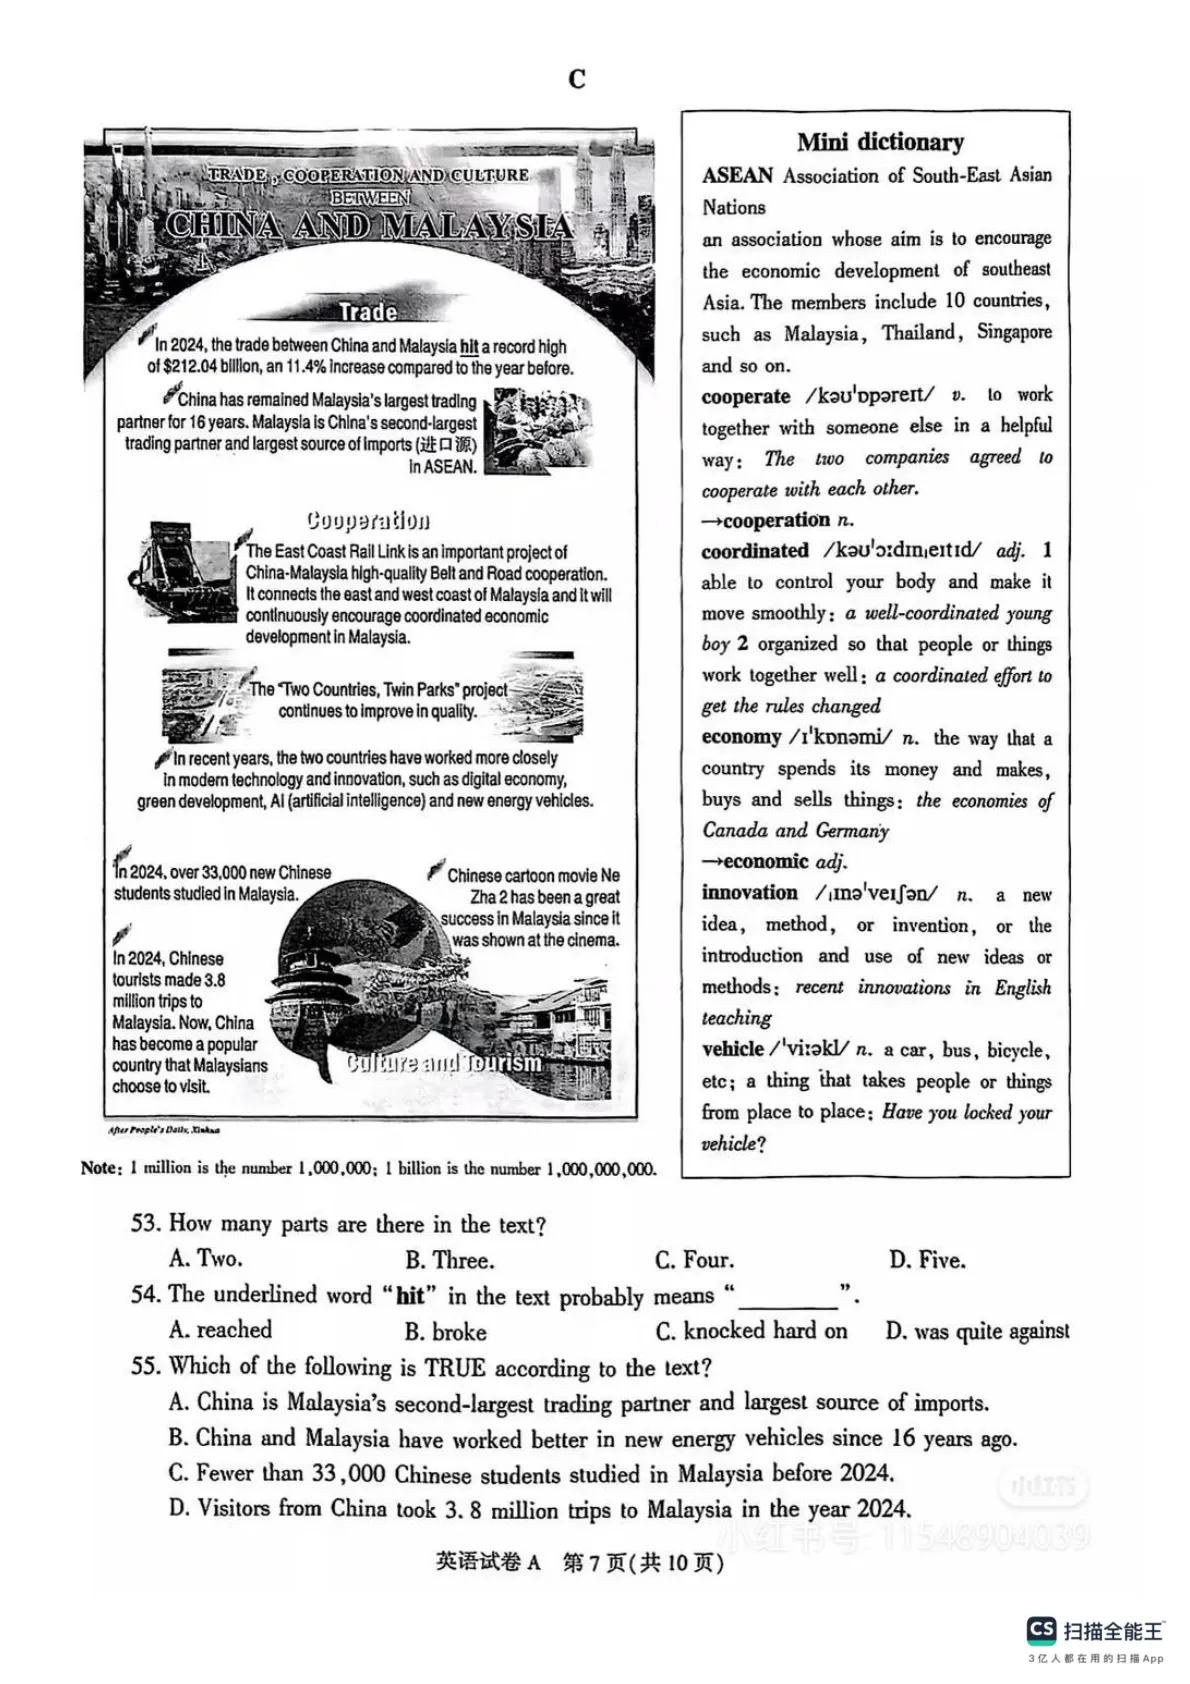 C
TRADE , COOPERATION AND CULTURE
BETWEEN
CHINA AND MALAYSIA
Trade
In 2024, the trade between China and Malaysia hit a record high
of $212.04 billion, an 11.4% increase compared to the year before.
China has remained Malaysia's largest trading
partner for 16 years. Malaysia is China's second-largest
trading partner and largest source of imports (进口源)
in ASEAN.
Cooperation
The East Coast Rail Link is an important project of
China-Malaysia high-quality Belt and Road cooperation.
It connects the east and west coast of Malaysia and it will
continuously encourage coordinated economic
development in Malaysia.
The "Two Countries, Twin Parks" project
continues to improve in quality.
In recent years, the two countries have worked more closely
in modern technology and innovation, such as digital economy,
green development, AI (artificial intelligence) and new energy vehicles.
In 2024, over 33,000 new Chinese
students studied in Malaysia.
Chinese cartoon movie Ne
Zha 2 has been a great
success in Malaysia since it
was shown at the cinema.
In 2024, Chinese
tourists made 3.8
million trips to
Malaysia. Now, China
has become a popular
country that Malaysians
choose to visit.
Culture and Tourism
After People's Daily, Xinhua
Note: 1 million is the number 1,000,000; 1 billion is the number 1,000,000,000.
Mini dictionary
ASEAN Association of South-East Asian
Nations
an association whose aim is to encourage
the economic development of southeast
Asia. The members include 10 countries,
such as Malaysia, Thailand, Singapore
and so on.
cooperate /kəʊˈɒpəreɪt/ v. to work
together with someone else in a helpful
way: The two companies agreed to
cooperate with each other.
→cooperation n.
coordinated /kəʊˈɔːdɪnˌeɪtɪd/ adj. 1
able to control your body and make it
move smoothly: a well-coordinated young
boy 2 organized so that people or things
work together well: a coordinated effort to
get the rules changed
economy /ɪˈkɒnəmi/ n. the way that a
country spends its money and makes,
buys and sells things: the economies of
Canada and Germany
→economic adj.
innovation /ˌɪnəˈveɪʃən/ n. a new
idea, method, or invention, or the
introduction and use of new ideas or
methods: recent innovations in English
teaching
vehicle /ˈviːəkl/ n. a car, bus, bicycle,
etc; a thing that takes people or things
from place to place: Have you locked your
vehicle?
53. How many parts are there in the text?
A. Two. B. Three. C. Four. D. Five.
54. The underlined word "hit" in the text probably means "________".
A. reached B. broke C. knocked hard on D. was quite against
55. Which of the following is TRUE according to the text?
A. China is Malaysia's second-largest trading partner and largest source of imports.
B. China and Malaysia have worked better in new energy vehicles since 16 years ago.
C. Fewer than 33,000 Chinese students studied in Malaysia before 2024.
D. Visitors from China took 3.8 million trips to Malaysia in the year 2024.
小红书
小红书号: 11548904039
英语试卷A 第7页(共10页)
CS 扫描全能王™
3亿人都在用的扫描App